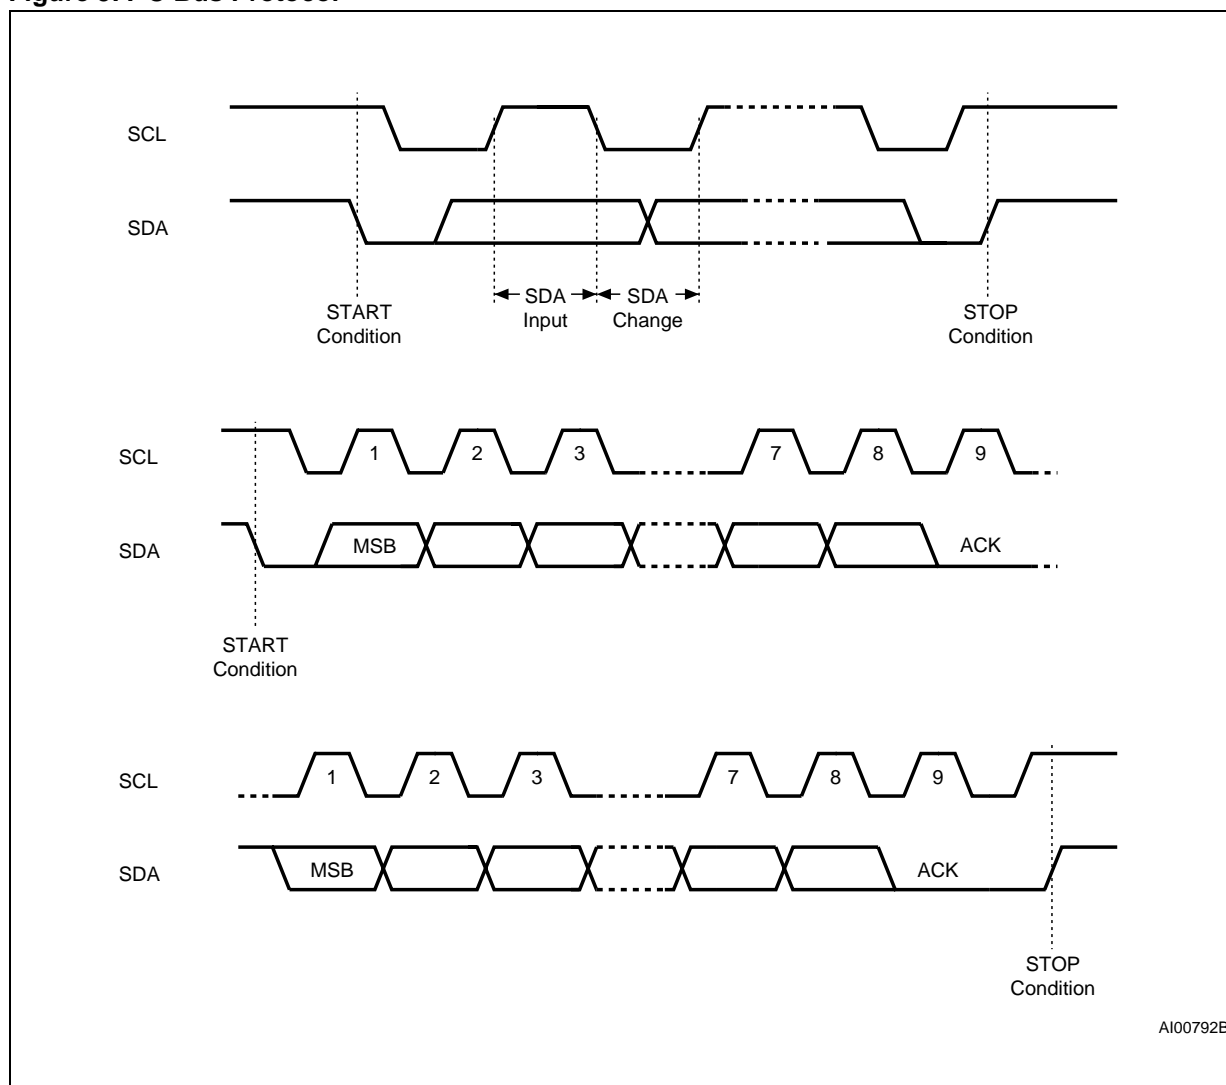 SCL
SDA
START
Condition
SDA
Input
SDA
Change
STOP
Condition
SCL
1 2 3 7 8 9
SDA
MSB
ACK
START
Condition
SCL
1 2 3 7 8 9
SDA
MSB
ACK
STOP
Condition
AI00792B